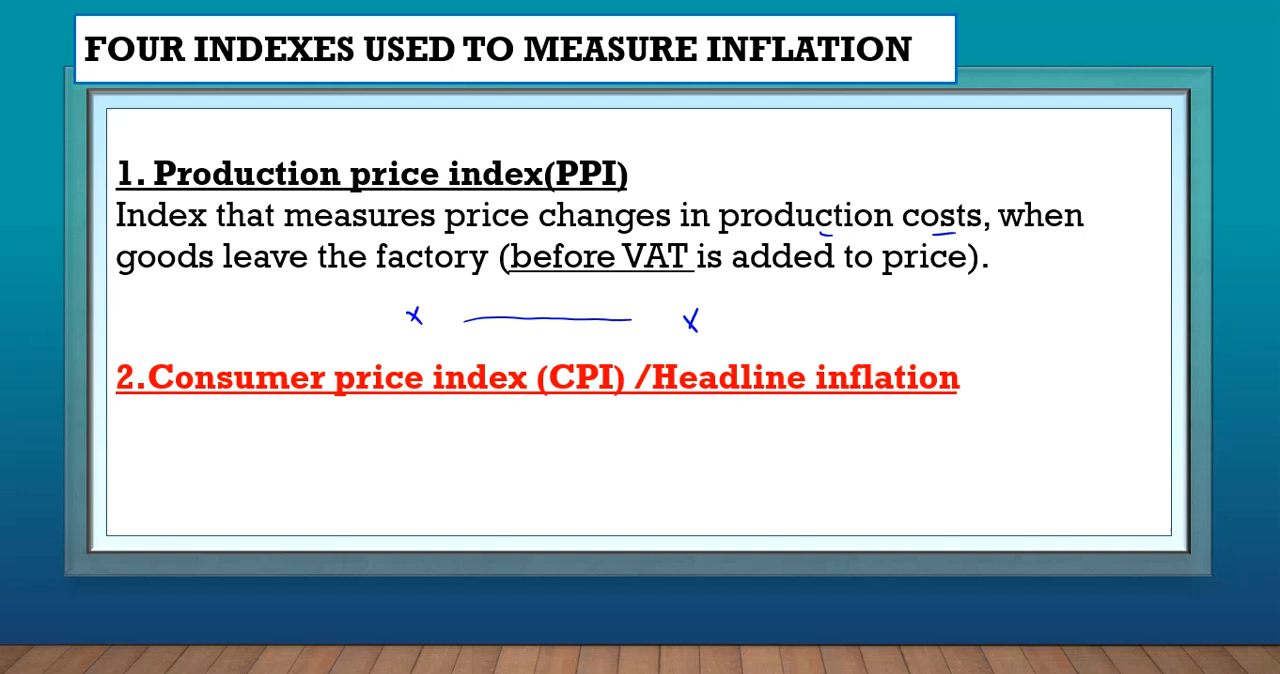 FOUR INDEXES USED TO MEASURE INFLATION
1. Production price index(PPI)
Index that measures price changes in production costs, when
goods leave the factory (before VAT is added to price).
x x
2.Consumer price index (CPI) /Headline inflation